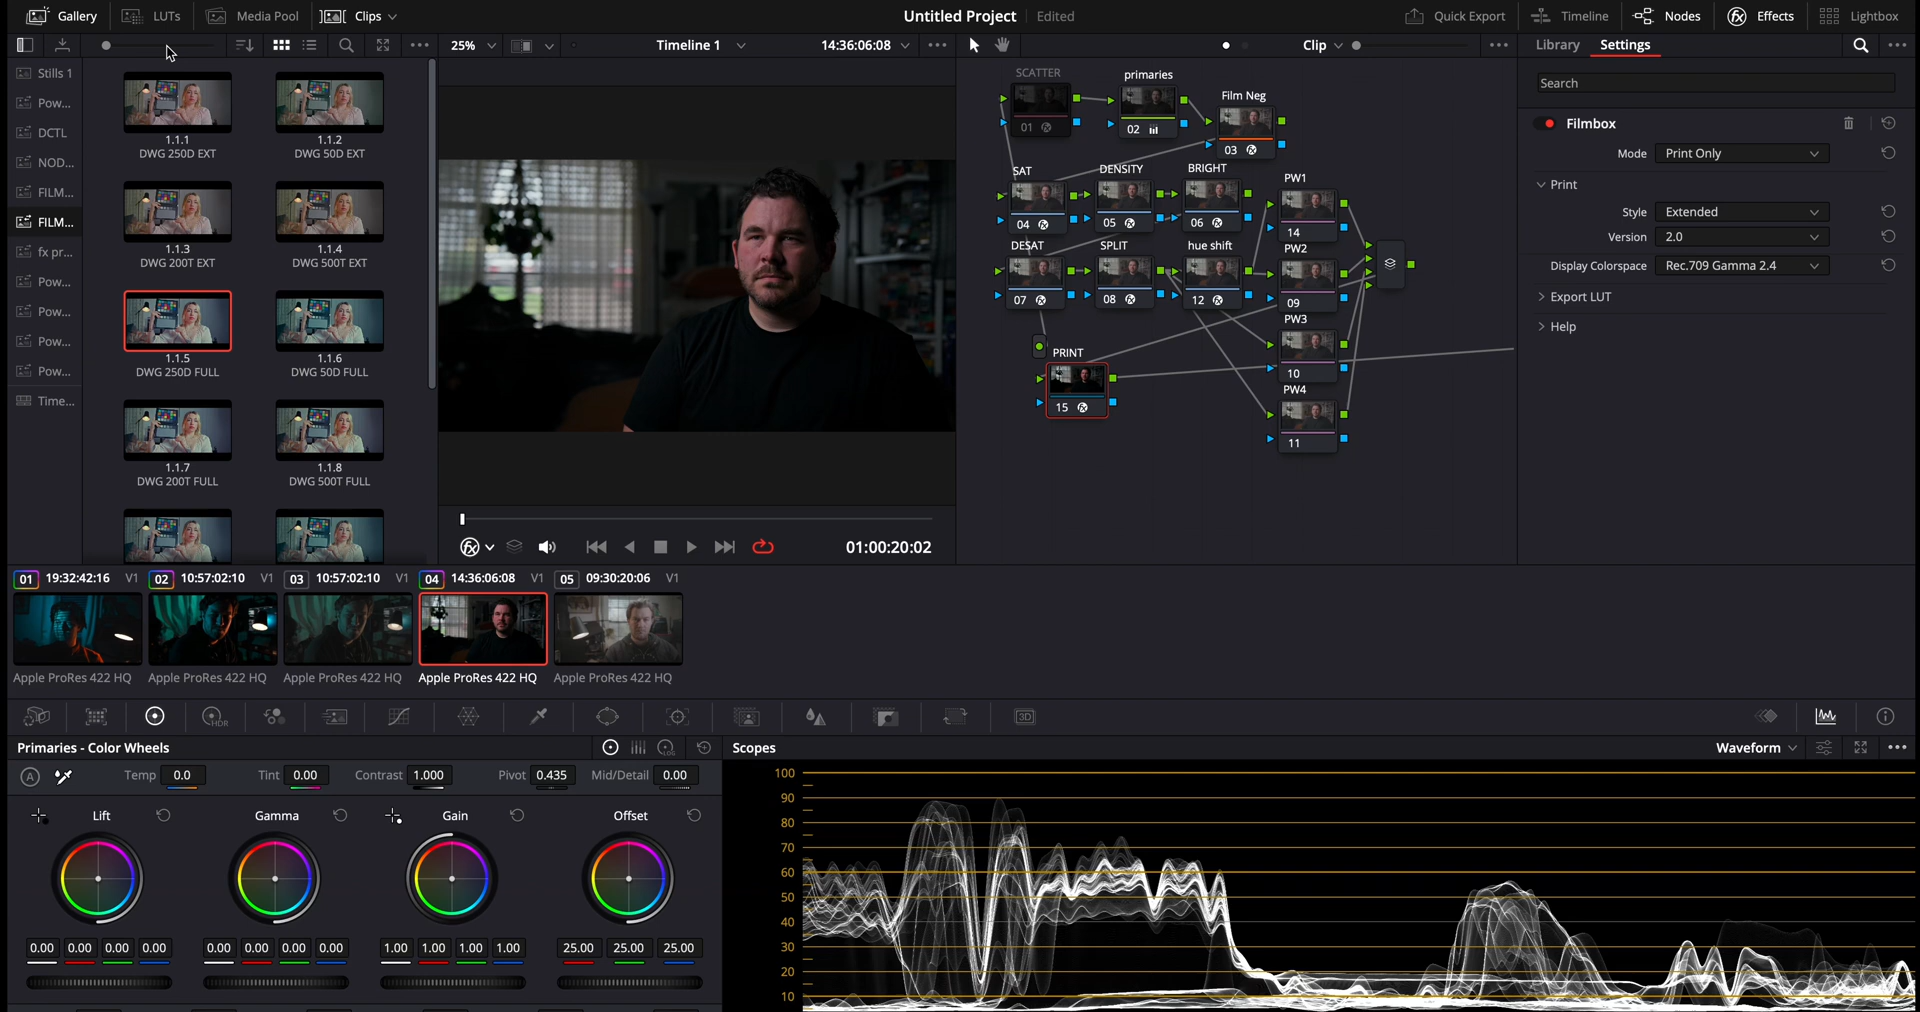 Gallery
LUTs
Media Pool
Clips
Untitled Project
Edited
Quick Export
Timeline
Nodes
Effects
Lightbox
25%
Timeline 1
14:36:06:08
Clip
Library
Settings
Search
Stills 1
Pow...
DCTL
NOD...
FILM...
FILM...
fx pr...
Pow...
Pow...
Pow...
Pow...
Time...
1.1.1
DWG 250D EXT
1.1.2
DWG 50D EXT
1.1.3
DWG 200T EXT
1.1.4
DWG 500T EXT
1.1.5
DWG 250D FULL
1.1.6
DWG 50D FULL
1.1.7
DWG 200T FULL
1.1.8
DWG 500T FULL
01:00:20:02
SCATTER
01
primaries
02
Film Neg
03
SAT
04
DENSITY
05
BRIGHT
06
PW1
14
DESAT
07
SPLIT
08
hue shift
12
PW2
09
PW3
10
PW4
11
PRINT
15
Filmbox
Mode
Print Only
Print
Style
Extended
Version
2.0
Display Colorspace
Rec.709 Gamma 2.4
Export LUT
Help
01 19:32:42:16 V1
02 10:57:02:10 V1
03 10:57:02:10 V1
04 14:36:06:08 V1
05 09:30:20:06 V1
Apple ProRes 422 HQ
Apple ProRes 422 HQ
Apple ProRes 422 HQ
Apple ProRes 422 HQ
Apple ProRes 422 HQ
HDR
3D
Primaries - Color Wheels
LOG
A
Temp 0.0
Tint 0.00
Contrast 1.000
Pivot 0.435
Mid/Detail 0.00
Lift
Gamma
Gain
Offset
0.00 0.00 0.00 0.00
0.00 0.00 0.00 0.00
1.00 1.00 1.00 1.00
25.00 25.00 25.00
Scopes
Waveform
100
90
80
70
60
50
40
30
20
10